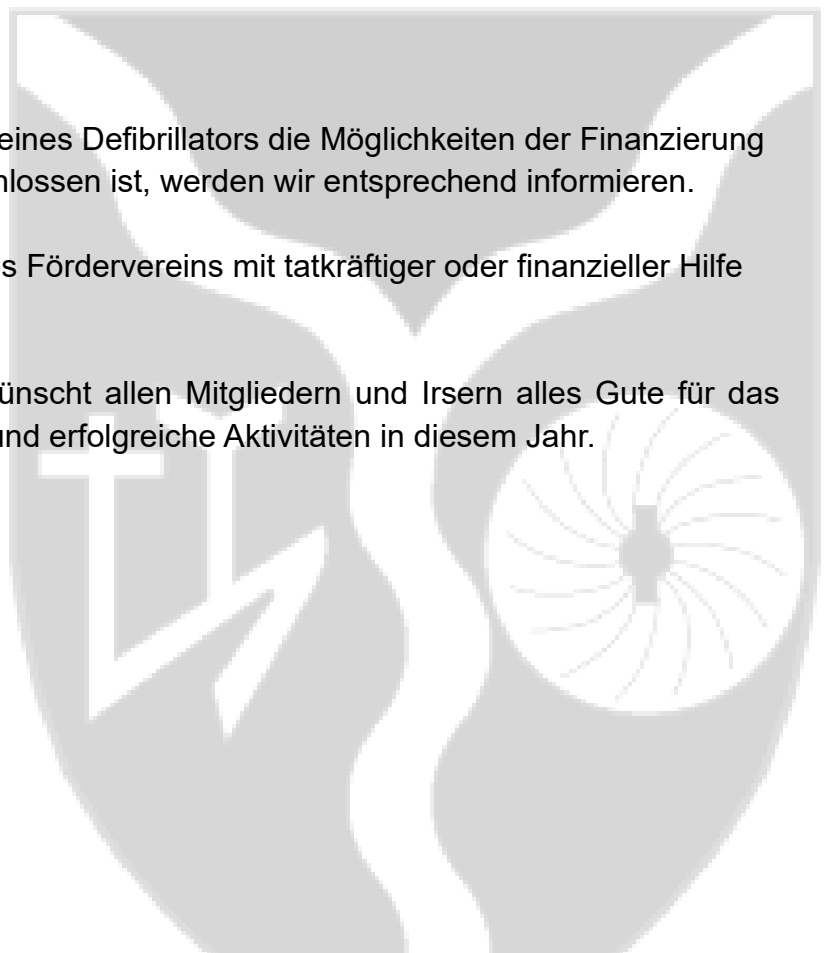 eines Defibrillators die Möglichkeiten der Finanzierung
lossen ist, werden wir entsprechend informieren.
s Fördervereins mit tatkräftiger oder finanzieller Hilfe
ünscht allen Mitgliedern und Irsern alles Gute für das
und erfolgreiche Aktivitäten in diesem Jahr.